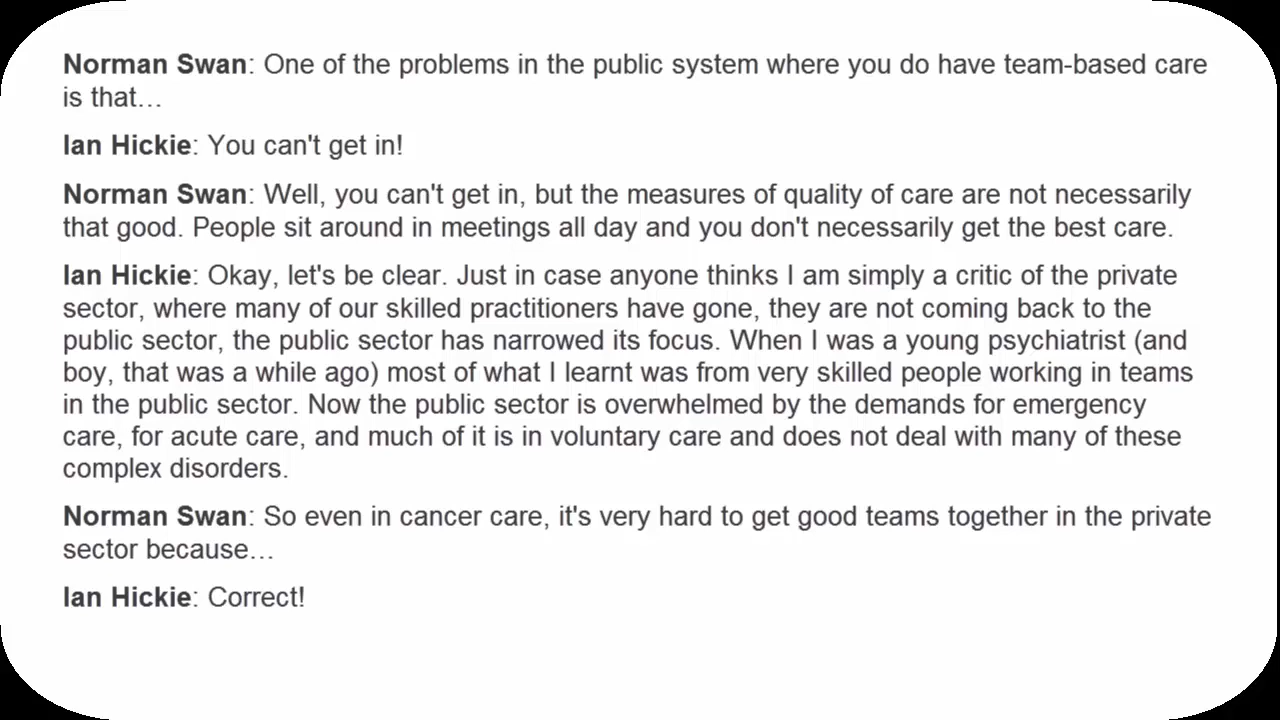 Norman Swan: One of the problems in the public system where you do have team-based care
is that…
Ian Hickie: You can't get in!
Norman Swan: Well, you can't get in, but the measures of quality of care are not necessarily
that good. People sit around in meetings all day and you don't necessarily get the best care.
Ian Hickie: Okay, let's be clear. Just in case anyone thinks I am simply a critic of the private
sector, where many of our skilled practitioners have gone, they are not coming back to the
public sector, the public sector has narrowed its focus. When I was a young psychiatrist (and
boy, that was a while ago) most of what I learnt was from very skilled people working in teams
in the public sector. Now the public sector is overwhelmed by the demands for emergency
care, for acute care, and much of it is in voluntary care and does not deal with many of these
complex disorders.
Norman Swan: So even in cancer care, it's very hard to get good teams together in the private
sector because…
Ian Hickie: Correct!